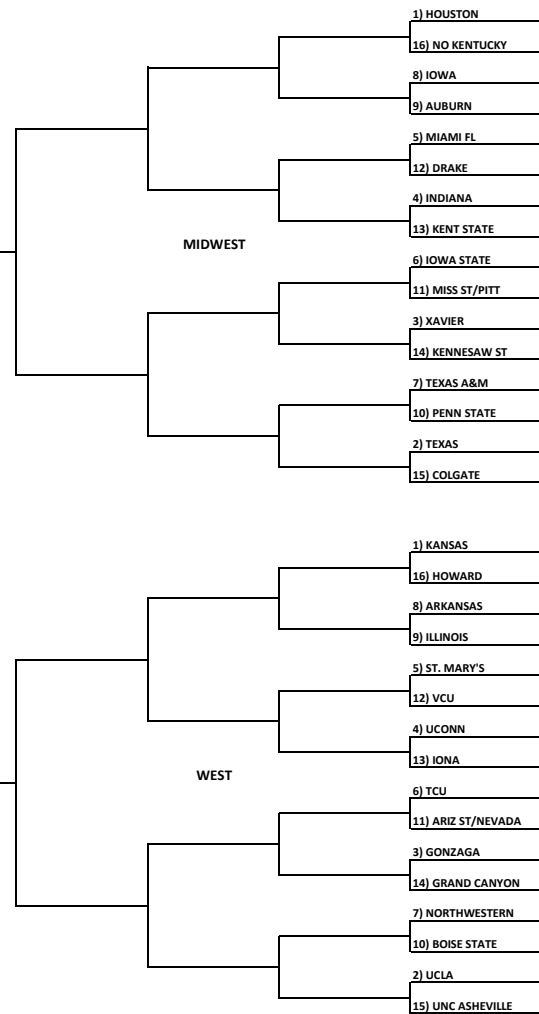 1) HOUSTON
16) NO KENTUCKY
8) IOWA
9) AUBURN
5) MIAMI FL
12) DRAKE
4) INDIANA
13) KENT STATE
MIDWEST
6) IOWA STATE
11) MISS ST/PITT
3) XAVIER
14) KENNESAW ST
7) TEXAS A&M
10) PENN STATE
2) TEXAS
15) COLGATE
1) KANSAS
16) HOWARD
8) ARKANSAS
9) ILLINOIS
5) ST. MARY'S
12) VCU
4) UCONN
13) IONA
WEST
6) TCU
11) ARIZ ST/NEVADA
3) GONZAGA
14) GRAND CANYON
7) NORTHWESTERN
10) BOISE STATE
2) UCLA
15) UNC ASHEVILLE